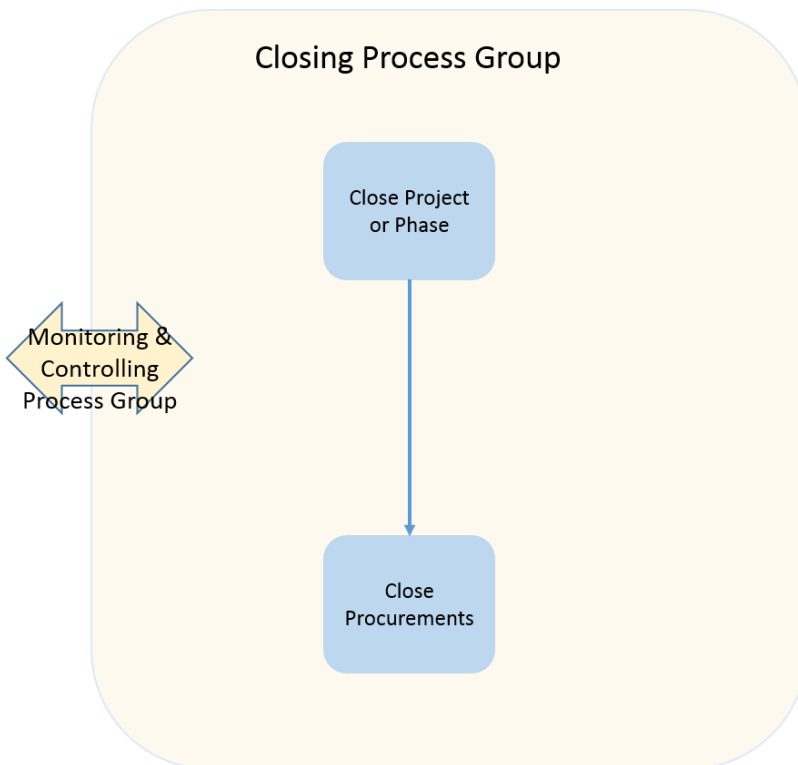 Closing Process Group
Close Project
or Phase
Monitoring &
Controlling
Process Group
Close
Procurements